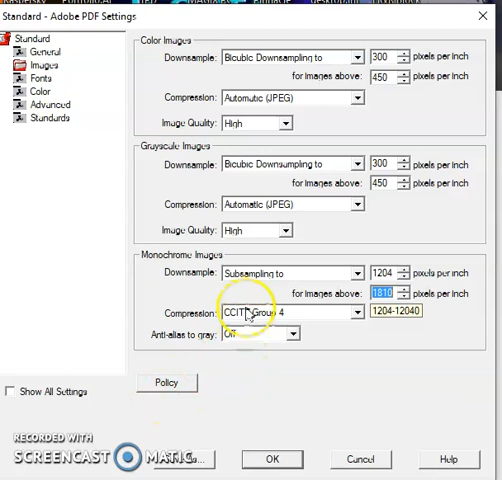 Standard - Adobe PDF Settings
Standard
General
Images
Fonts
Color
Advanced
Standards
Show All Settings
Color Images
Downsample: Bicubic Downsampling to 300 pixels per inch
for images above: 450 pixels per inch
Compression: Automatic (JPEG)
Image Quality: High
Grayscale Images
Downsample: Bicubic Downsampling to 300 pixels per inch
for images above: 450 pixels per inch
Compression: Automatic (JPEG)
Image Quality: High
Monochrome Images
Downsample: Subsampling to 1204 pixels per inch
for images above: 1810 pixels per inch
Compression: CCITT Group 4 1204-12040
Anti-alias to gray: Off
Policy
RECORDED WITH
SCREENCAST MATIC
OK Cancel Help